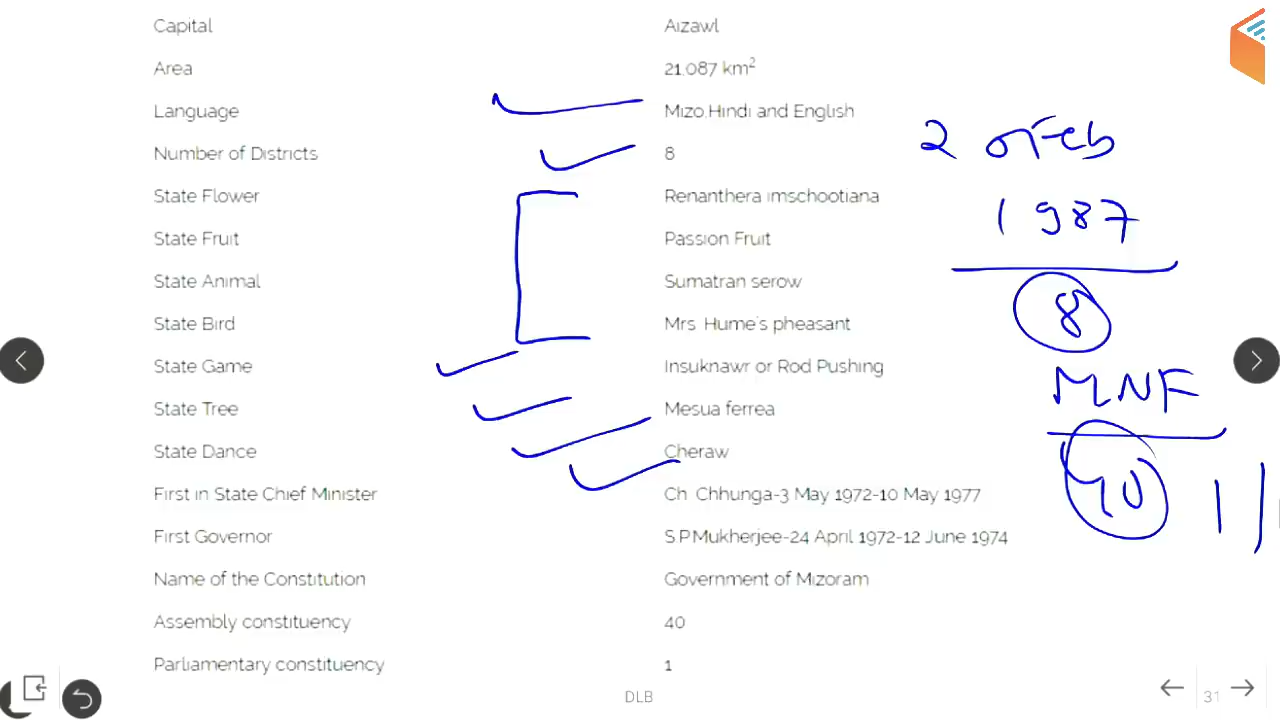 Capital Aizawl
Area 21.087 km²
Language Mizo,Hindi and English
Number of Districts 8
State Flower Renanthera imschootiana
State Fruit Passion Fruit
State Animal Sumatran serow
State Bird Mrs Hume's pheasant
State Game Insuknawr or Rod Pushing
State Tree Mesua ferrea
State Dance Cheraw
First in State Chief Minister Ch Chhunga-3 May 1972-10 May 1977
First Governor S.P.Mukherjee-24 April 1972-12 June 1974
Name of the Constitution Government of Mizoram
Assembly constituency 40
Parliamentary constituency 1
2 Feb
1987
8
MNF
40 1
DLB
31